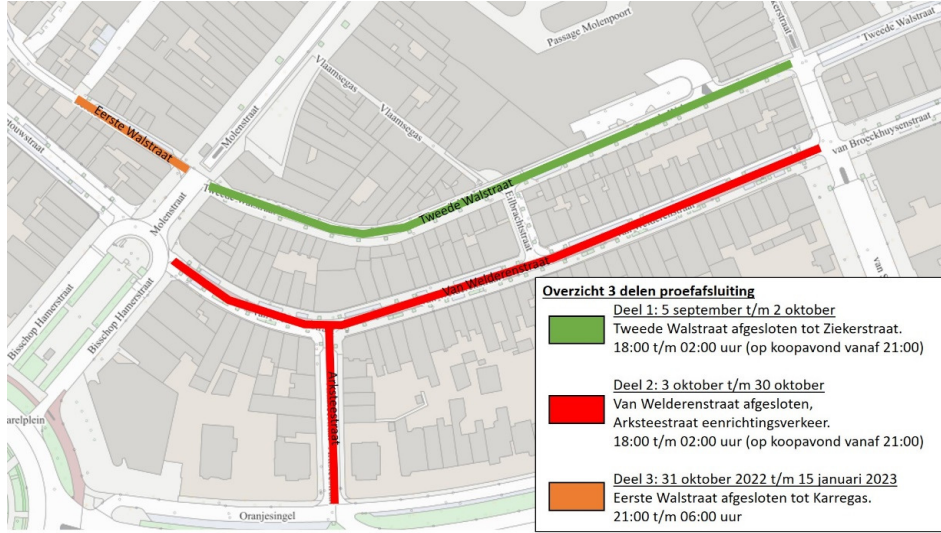 Passage Molenpoort
Tweede Walstraat
Vlaamsegas
Vlaamsegas
Molenstraat
Eerste Walstraat
van Broeckhuysenstraat
Tweede Walstraat
Tweede Walstraat
Eilbrachtstraat
Molenstraat
Van Welderenstraat
Bisschop Hamerstraat
Bisschop Hamerstraat
Arksteestraat
Oranjesingel
Overzicht 3 delen proefafsluiting
Deel 1: 5 september t/m 2 oktober
Tweede Walstraat afgesloten tot Ziekerstraat.
18:00 t/m 02:00 uur (op koopavond vanaf 21:00)
Deel 2: 3 oktober t/m 30 oktober
Van Welderenstraat afgesloten,
Arksteestraat eenrichtingsverkeer.
18:00 t/m 02:00 uur (op koopavond vanaf 21:00)
Deel 3: 31 oktober 2022 t/m 15 januari 2023
Eerste Walstraat afgesloten tot Karregas.
21:00 t/m 06:00 uur